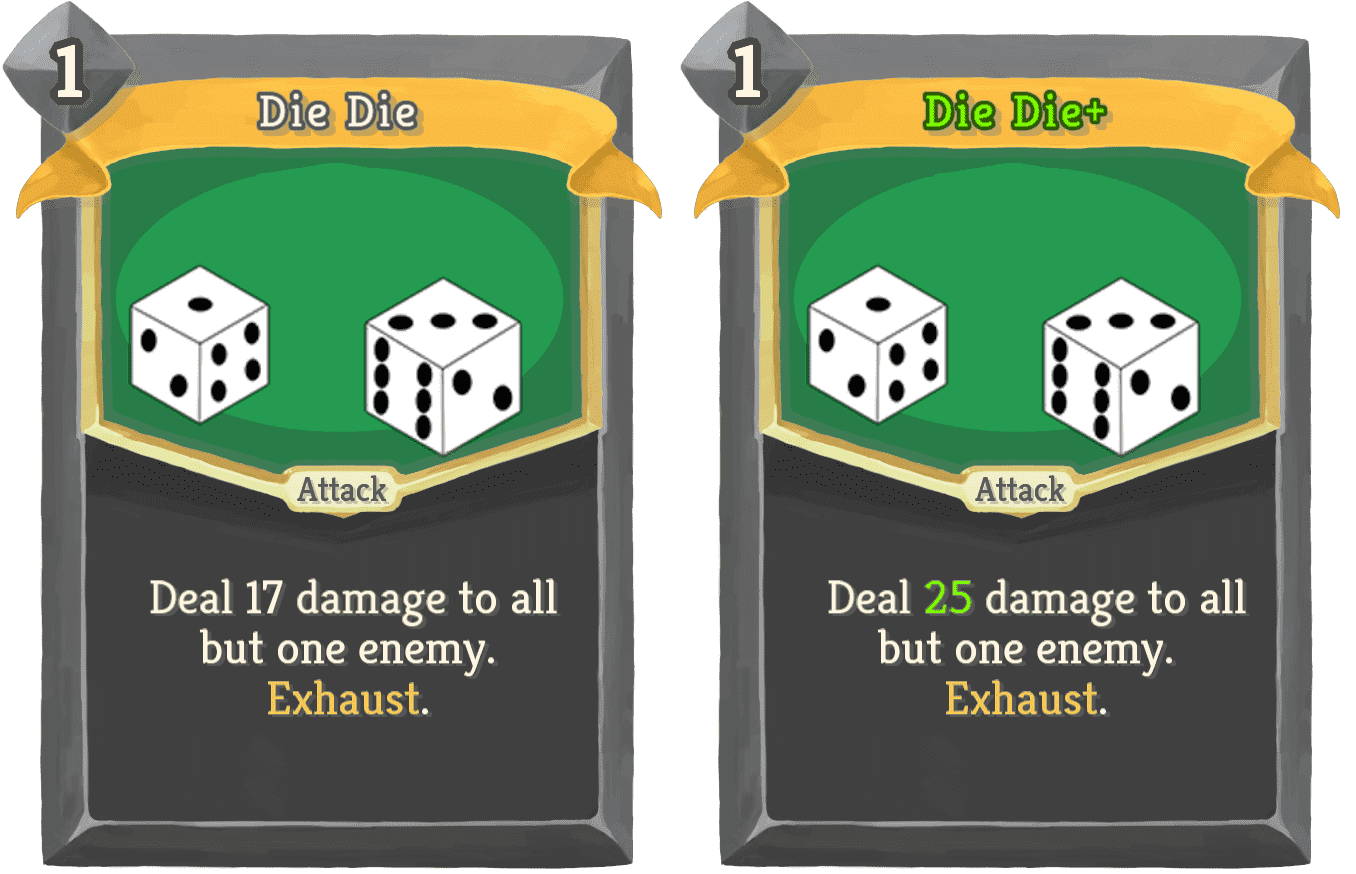 1
Die Die
Attack
Deal 17 damage to all
but one enemy.
Exhaust.
1
Die Die+
Attack
Deal 25 damage to all
but one enemy.
Exhaust.